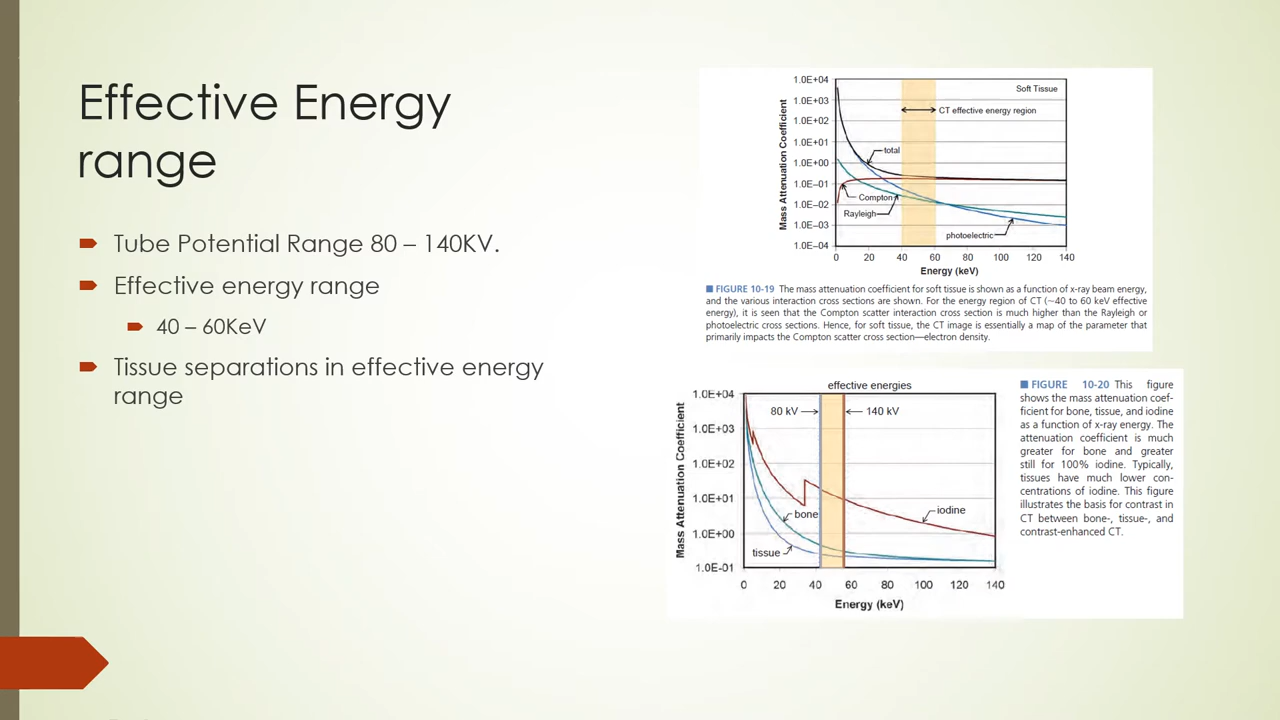 Effective Energy
range
Tube Potential Range 80 – 140KV.
Effective energy range
40 – 60KeV
Tissue separations in effective energy
range
1.0E+04
1.0E+03
1.0E+02
1.0E+01
1.0E+00
1.0E−01
1.0E−02
1.0E−03
1.0E−04
Mass Attenuation Coefficient
Soft Tissue
CT effective energy region
total
Compton
Rayleigh
photoelectric
0 20 40 60 80 100 120 140
Energy (keV)
FIGURE 10-19 The mass attenuation coefficient for soft tissue is shown as a function of x-ray beam energy,
and the various interaction cross sections are shown. For the energy region of CT (~40 to 60 keV effective
energy), it is seen that the Compton scatter interaction cross section is much higher than the Rayleigh or
photoelectric cross sections. Hence, for soft tissue, the CT image is essentially a map of the parameter that
primarily impacts the Compton scatter cross section—electron density.
effective energies
1.0E+04
1.0E+03
1.0E+02
1.0E+01
1.0E+00
1.0E-01
Mass Attenuation Coefficient
80 kV
140 kV
bone
iodine
tissue
0 20 40 60 80 100 120 140
Energy (keV)
FIGURE 10-20 This figure
shows the mass attenuation coef-
ficient for bone, tissue, and iodine
as a function of x-ray energy. The
attenuation coefficient is much
greater for bone and greater
still for 100% iodine. Typically,
tissues have much lower con-
centrations of iodine. This figure
illustrates the basis for contrast in
CT between bone-, tissue-, and
contrast-enhanced CT.